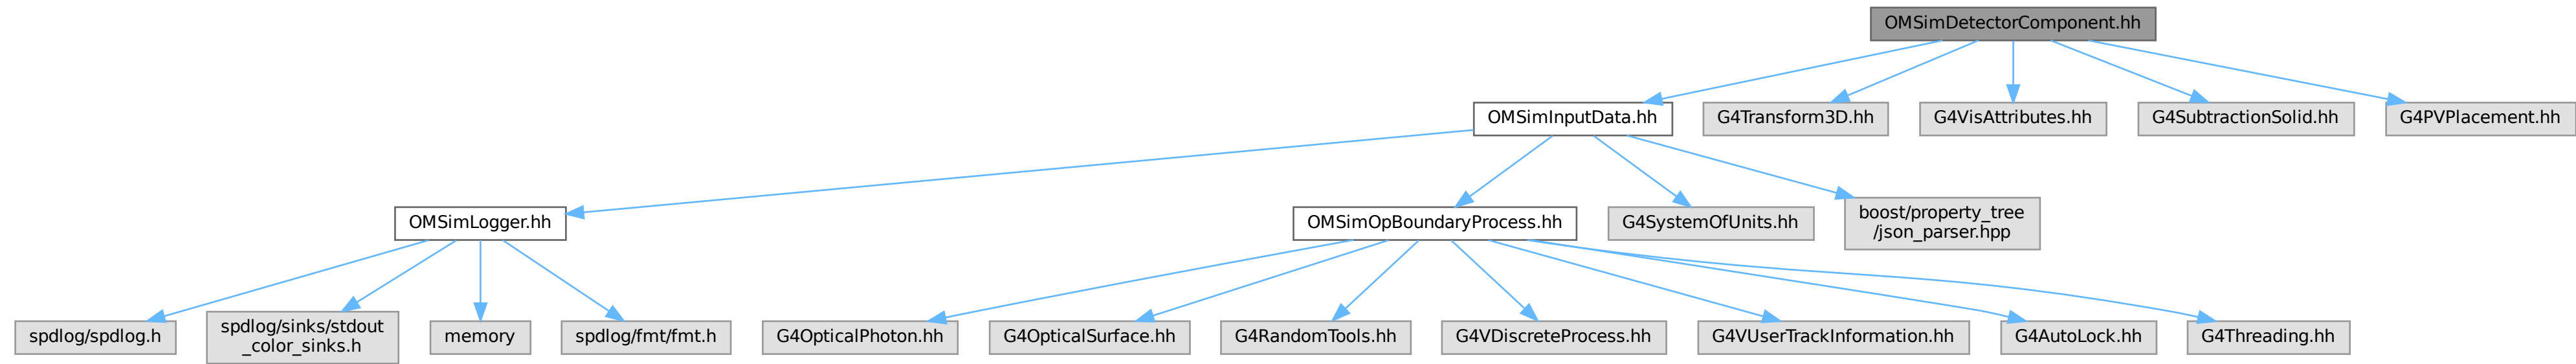 OMSimDetectorComponent.hh
OMSimInputData.hh
G4Transform3D.hh
G4VisAttributes.hh
G4SubtractionSolid.hh
G4PVPlacement.hh
OMSimLogger.hh
OMSimOpBoundaryProcess.hh
G4SystemOfUnits.hh
boost/property_tree
/json_parser.hpp
spdlog/spdlog.h
spdlog/sinks/stdout
_color_sinks.h
memory
spdlog/fmt/fmt.h
G4OpticalPhoton.hh
G4OpticalSurface.hh
G4RandomTools.hh
G4VDiscreteProcess.hh
G4VUserTrackInformation.hh
G4AutoLock.hh
G4Threading.hh